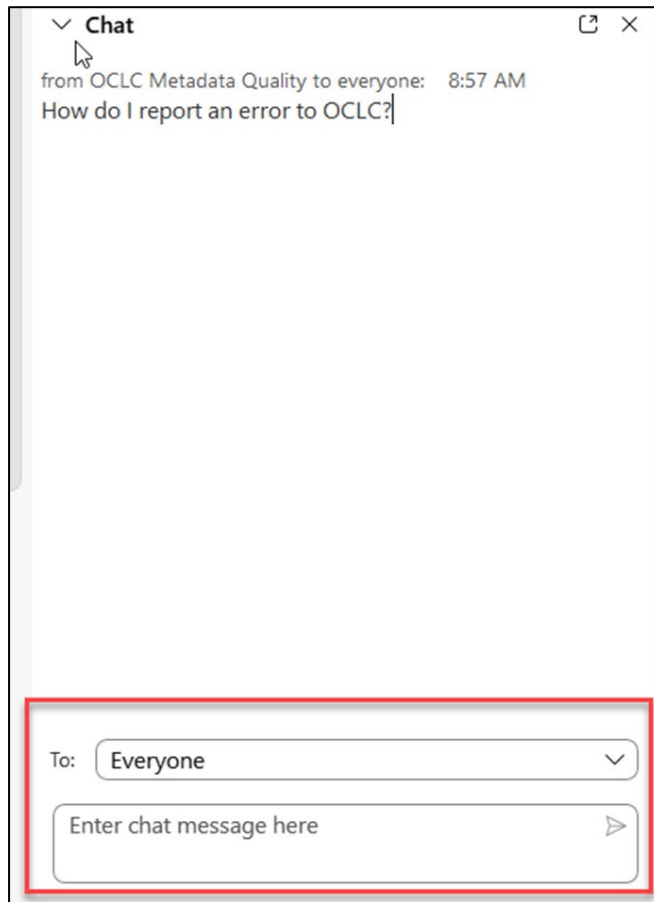 Chat
from OCLC Metadata Quality to everyone: 8:57 AM
How do I report an error to OCLC?
To: Everyone
Enter chat message here